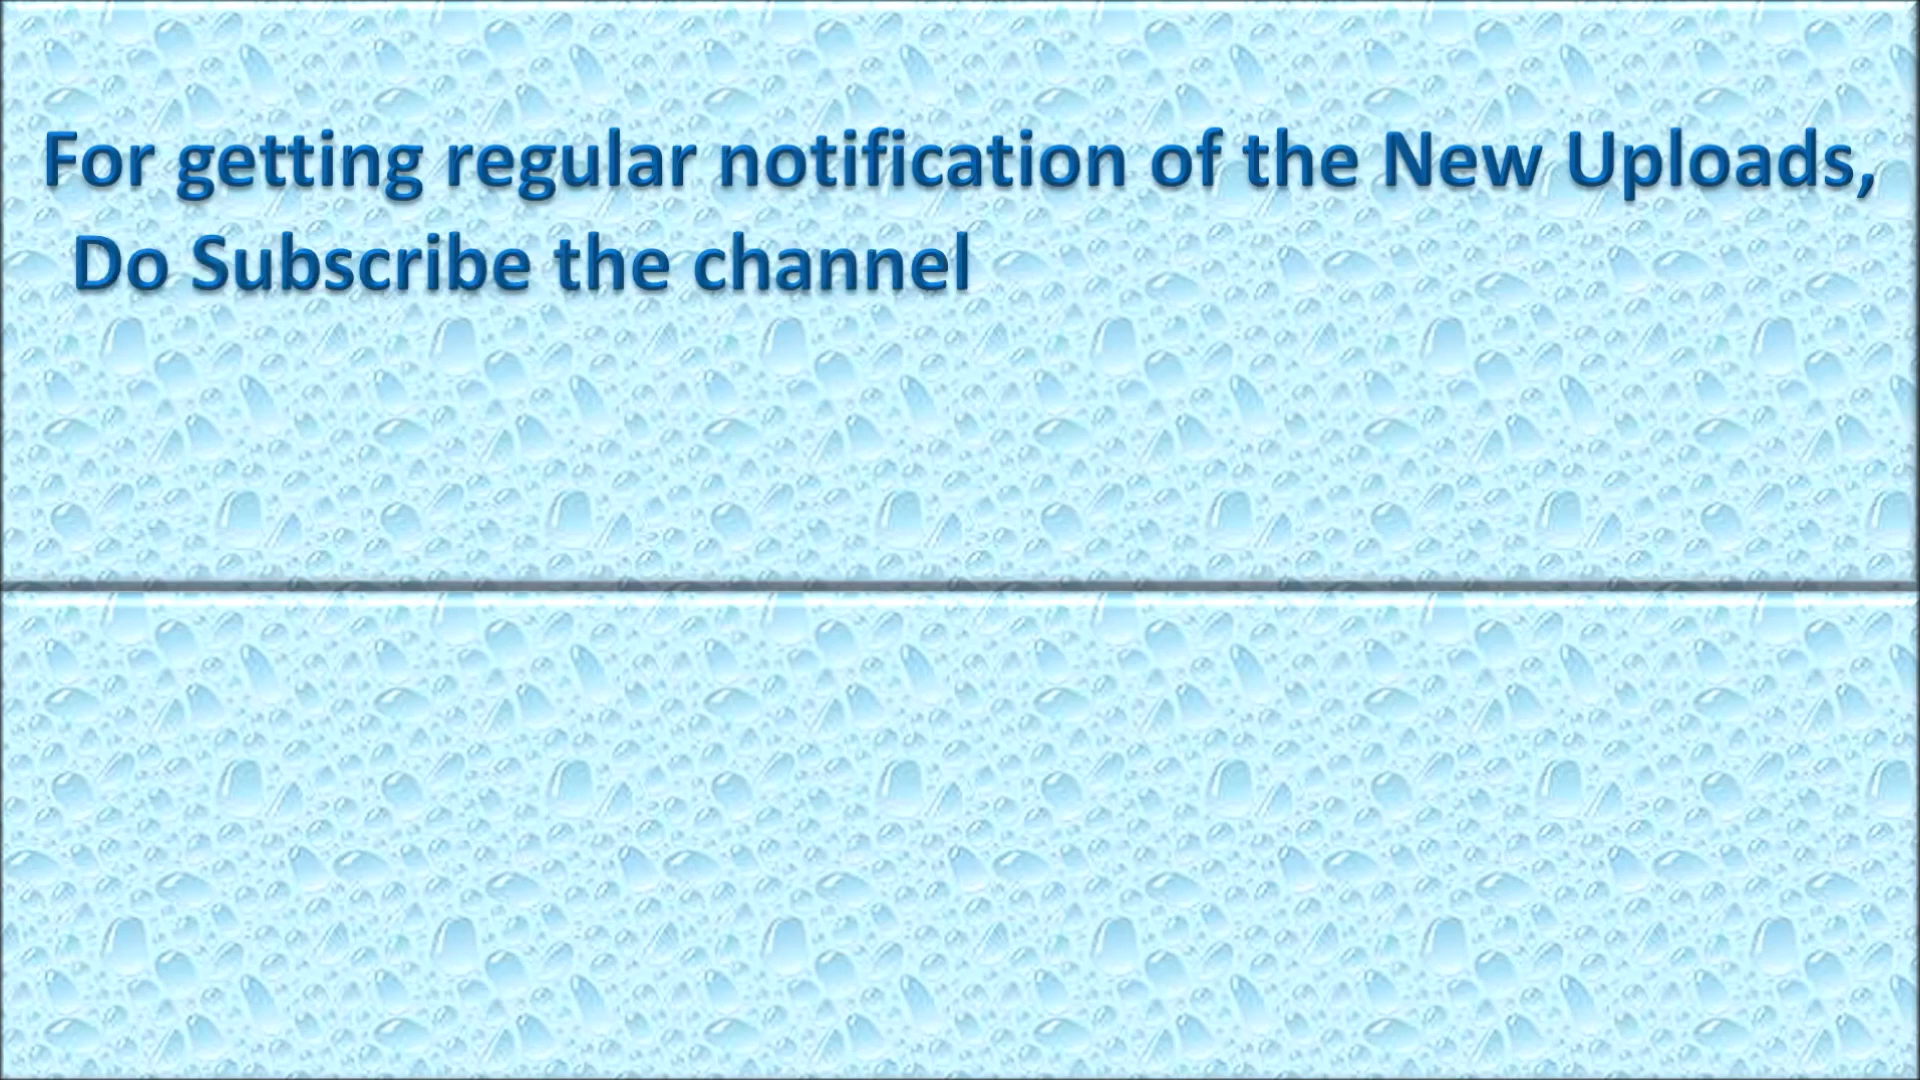 For getting regular notification of the New Uploads,
Do Subscribe the channel